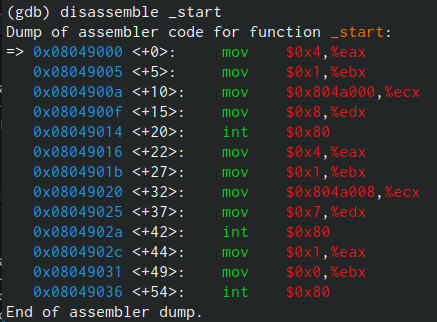 (gdb) disassemble _start
Dump of assembler code for function _start:
=> 0x08049000 <+0>:     mov    $0x4,%eax
   0x08049005 <+5>:     mov    $0x1,%ebx
   0x0804900a <+10>:    mov    $0x804a000,%ecx
   0x0804900f <+15>:    mov    $0x8,%edx
   0x08049014 <+20>:    int    $0x80
   0x08049016 <+22>:    mov    $0x4,%eax
   0x0804901b <+27>:    mov    $0x1,%ebx
   0x08049020 <+32>:    mov    $0x804a008,%ecx
   0x08049025 <+37>:    mov    $0x7,%edx
   0x0804902a <+42>:    int    $0x80
   0x0804902c <+44>:    mov    $0x1,%eax
   0x08049031 <+49>:    mov    $0x0,%ebx
   0x08049036 <+54>:    int    $0x80
End of assembler dump.